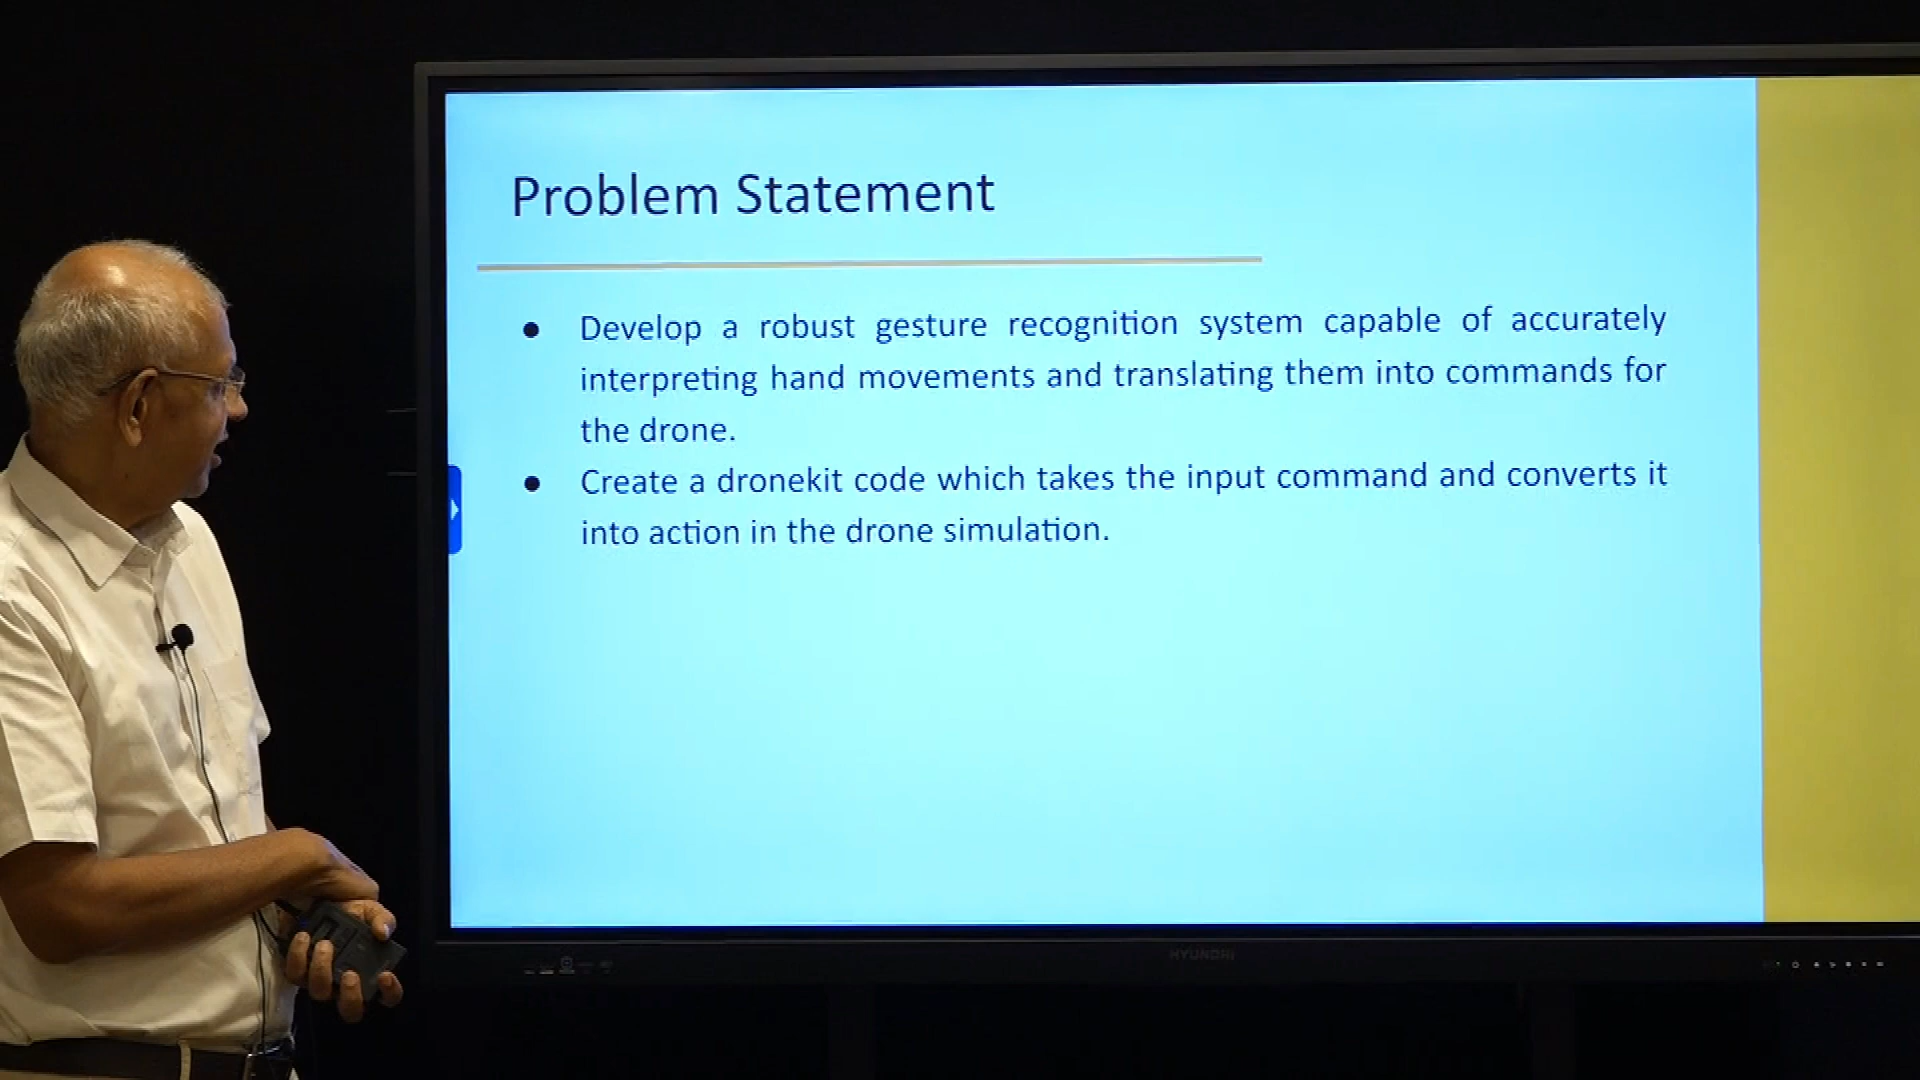 Problem Statement
● Develop a robust gesture recognition system capable of accurately
interpreting hand movements and translating them into commands for
the drone.
● Create a dronekit code which takes the input command and converts it
into action in the drone simulation.
HYUNDAI